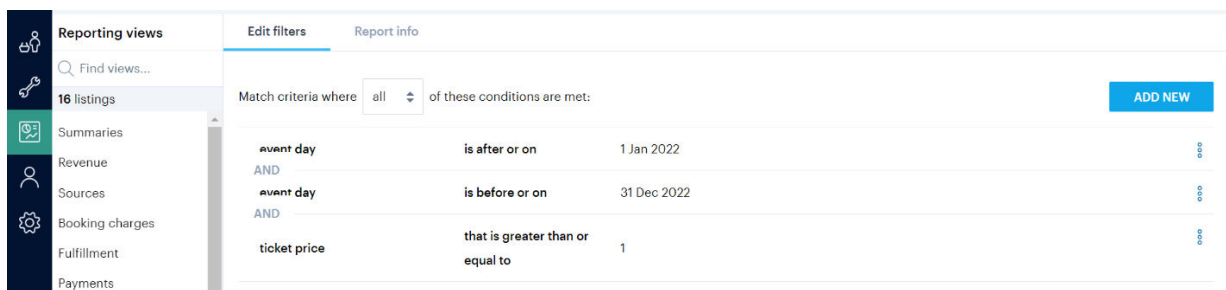 Reporting views
Find views...
16 listings
Summaries
Revenue
Sources
Booking charges
Fulfillment
Payments
Edit filters Report info
Match criteria where all of these conditions are met:
ADD NEW
event day is after or on 1 Jan 2022
AND
event day is before or on 31 Dec 2022
AND
ticket price that is greater than or equal to 1